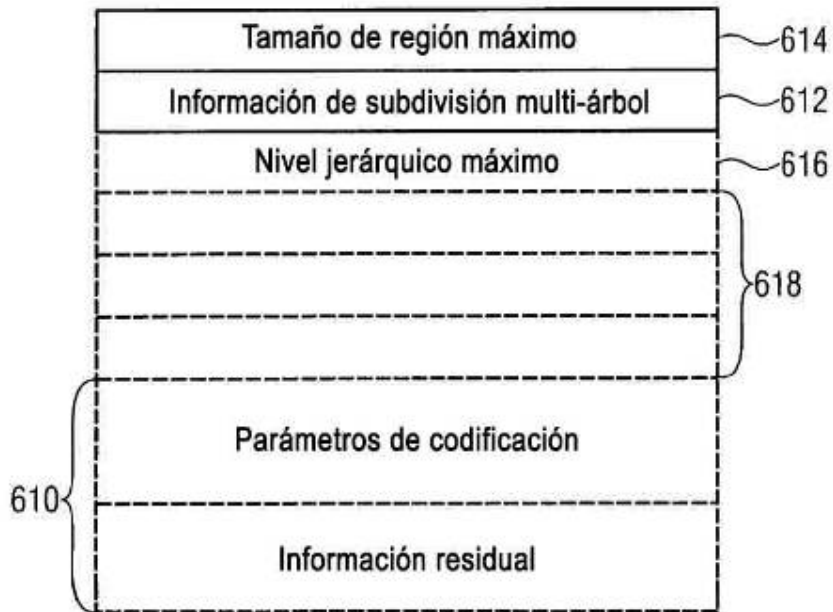 Tamaño de región máximo 614
Información de subdivisión multi-árbol 612
Nivel jerárquico máximo 616
618
Parámetros de codificación
610
Información residual